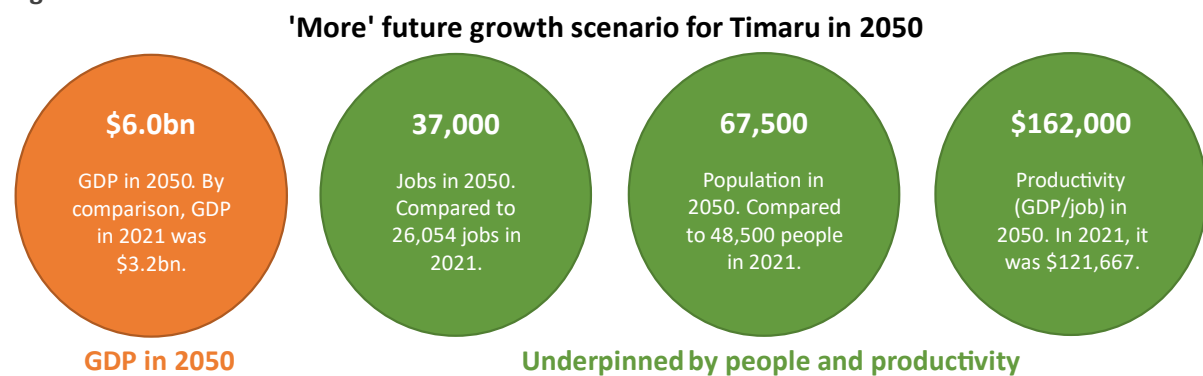 'More' future growth scenario for Timaru in 2050
$6.0bn
GDP in 2050. By
comparison, GDP
in 2021 was
$3.2bn.
37,000
Jobs in 2050.
Compared to
26,054 jobs in
2021.
67,500
Population in
2050. Compared
to 48,500 people
in 2021.
$162,000
Productivity
(GDP/job) in
2050. In 2021, it
was $121,667.
GDP in 2050
Underpinned by people and productivity